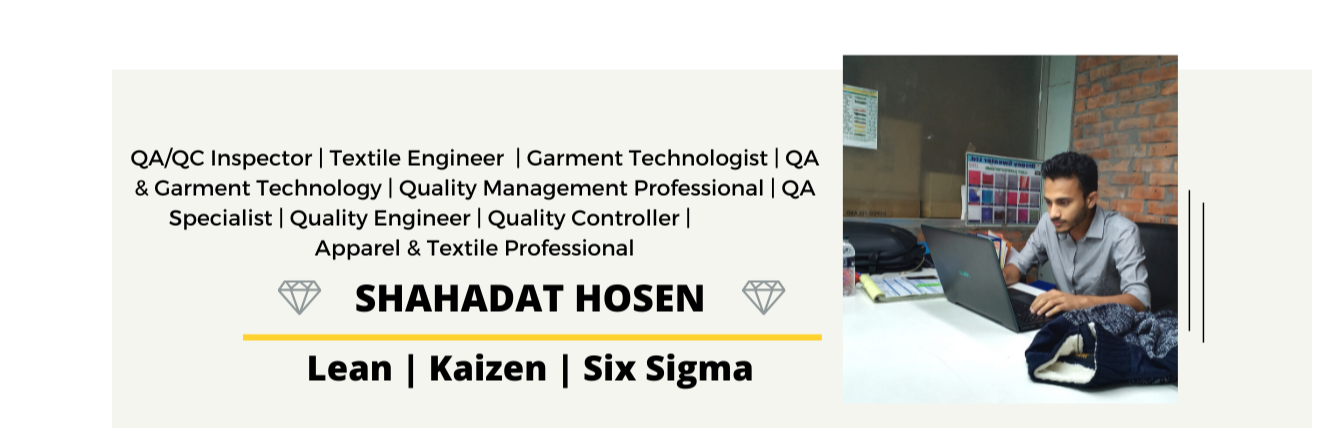 QA/QC Inspector | Textile Engineer | Garment Technologist | QA
& Garment Technology | Quality Management Professional | QA
Specialist | Quality Engineer | Quality Controller |
Apparel & Textile Professional
SHAHADAT HOSEN
Lean | Kaizen | Six Sigma